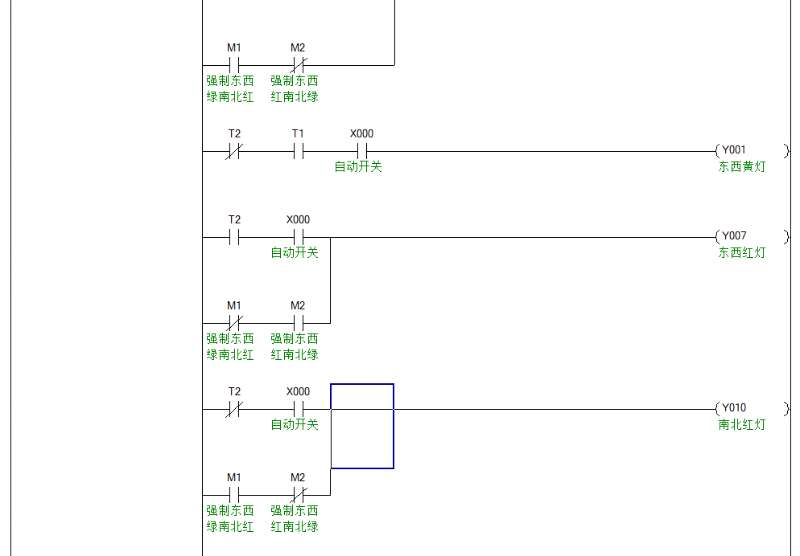 M1 M2
强制东西 强制东西
绿南北红 红南北绿
T2 T1 X000
Y001
自动开关 东西黄灯
T2 X000
Y007
自动开关 东西红灯
M1 M2
强制东西 强制东西
绿南北红 红南北绿
T2 X000
Y010
自动开关 南北红灯
M1 M2
强制东西 强制东西
绿南北红 红南北绿